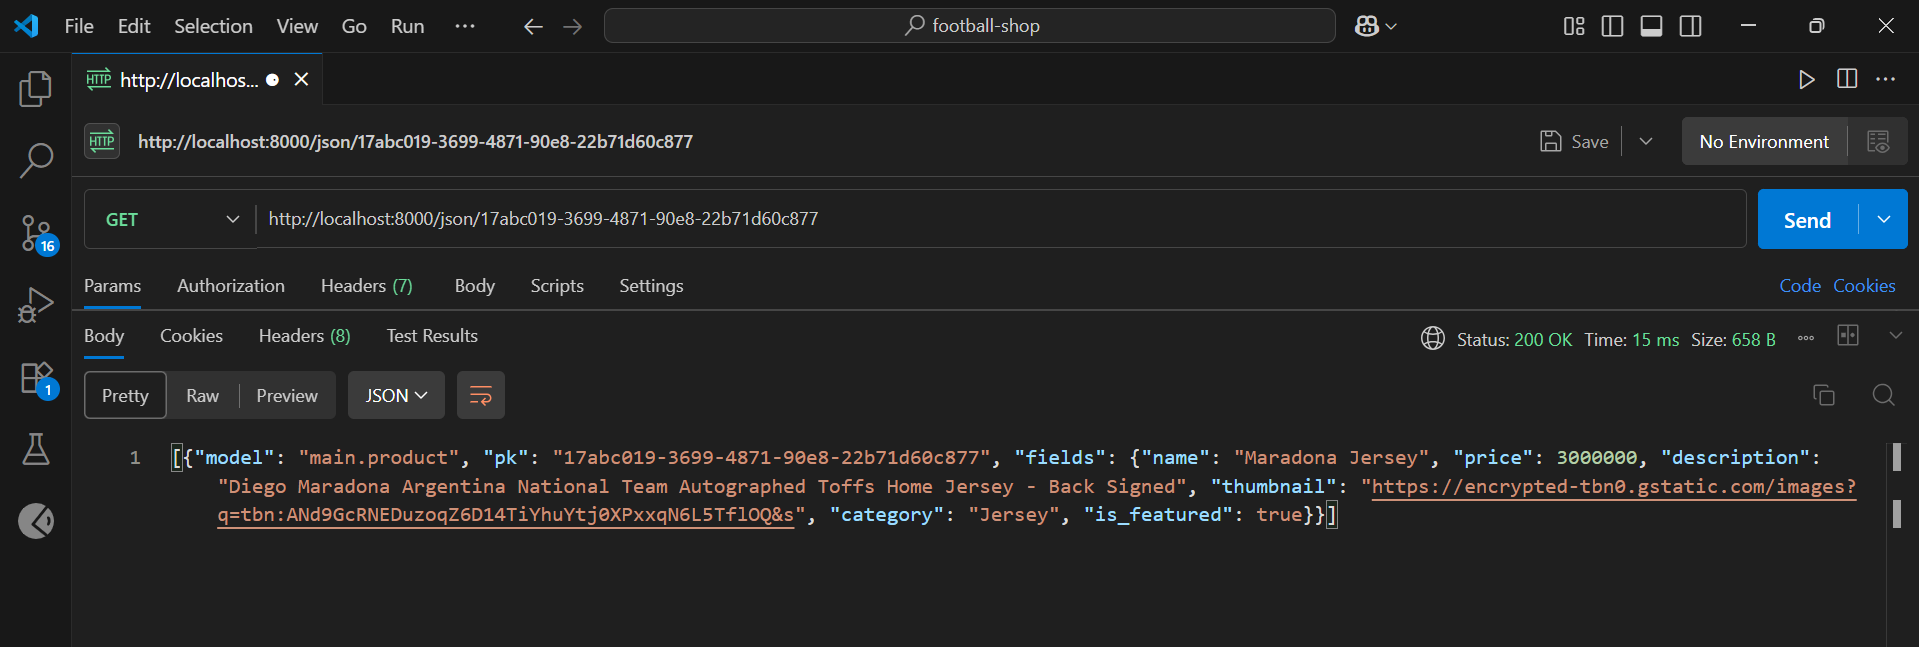 File Edit Selection View Go Run ··· football-shop
http://localhos...
http://localhost:8000/json/17abc019-3699-4871-90e8-22b71d60c877 Save No Environment
GET http://localhost:8000/json/17abc019-3699-4871-90e8-22b71d60c877 Send
16
Params Authorization Headers (7) Body Scripts Settings Code Cookies
Body Cookies Headers (8) Test Results Status: 200 OK Time: 15 ms Size: 658 B
1
Pretty Raw Preview JSON
1 [{"model": "main.product", "pk": "17abc019-3699-4871-90e8-22b71d60c877", "fields": {"name": "Maradona Jersey", "price": 3000000, "description":
"Diego Maradona Argentina National Team Autographed Toffs Home Jersey - Back Signed", "thumbnail": "https://encrypted-tbn0.gstatic.com/images?
q=tbn:ANd9GcRNEDuzoqZ6D14TiYhuYtj0XPxxqN6L5TflOQ&s", "category": "Jersey", "is_featured": true}}]